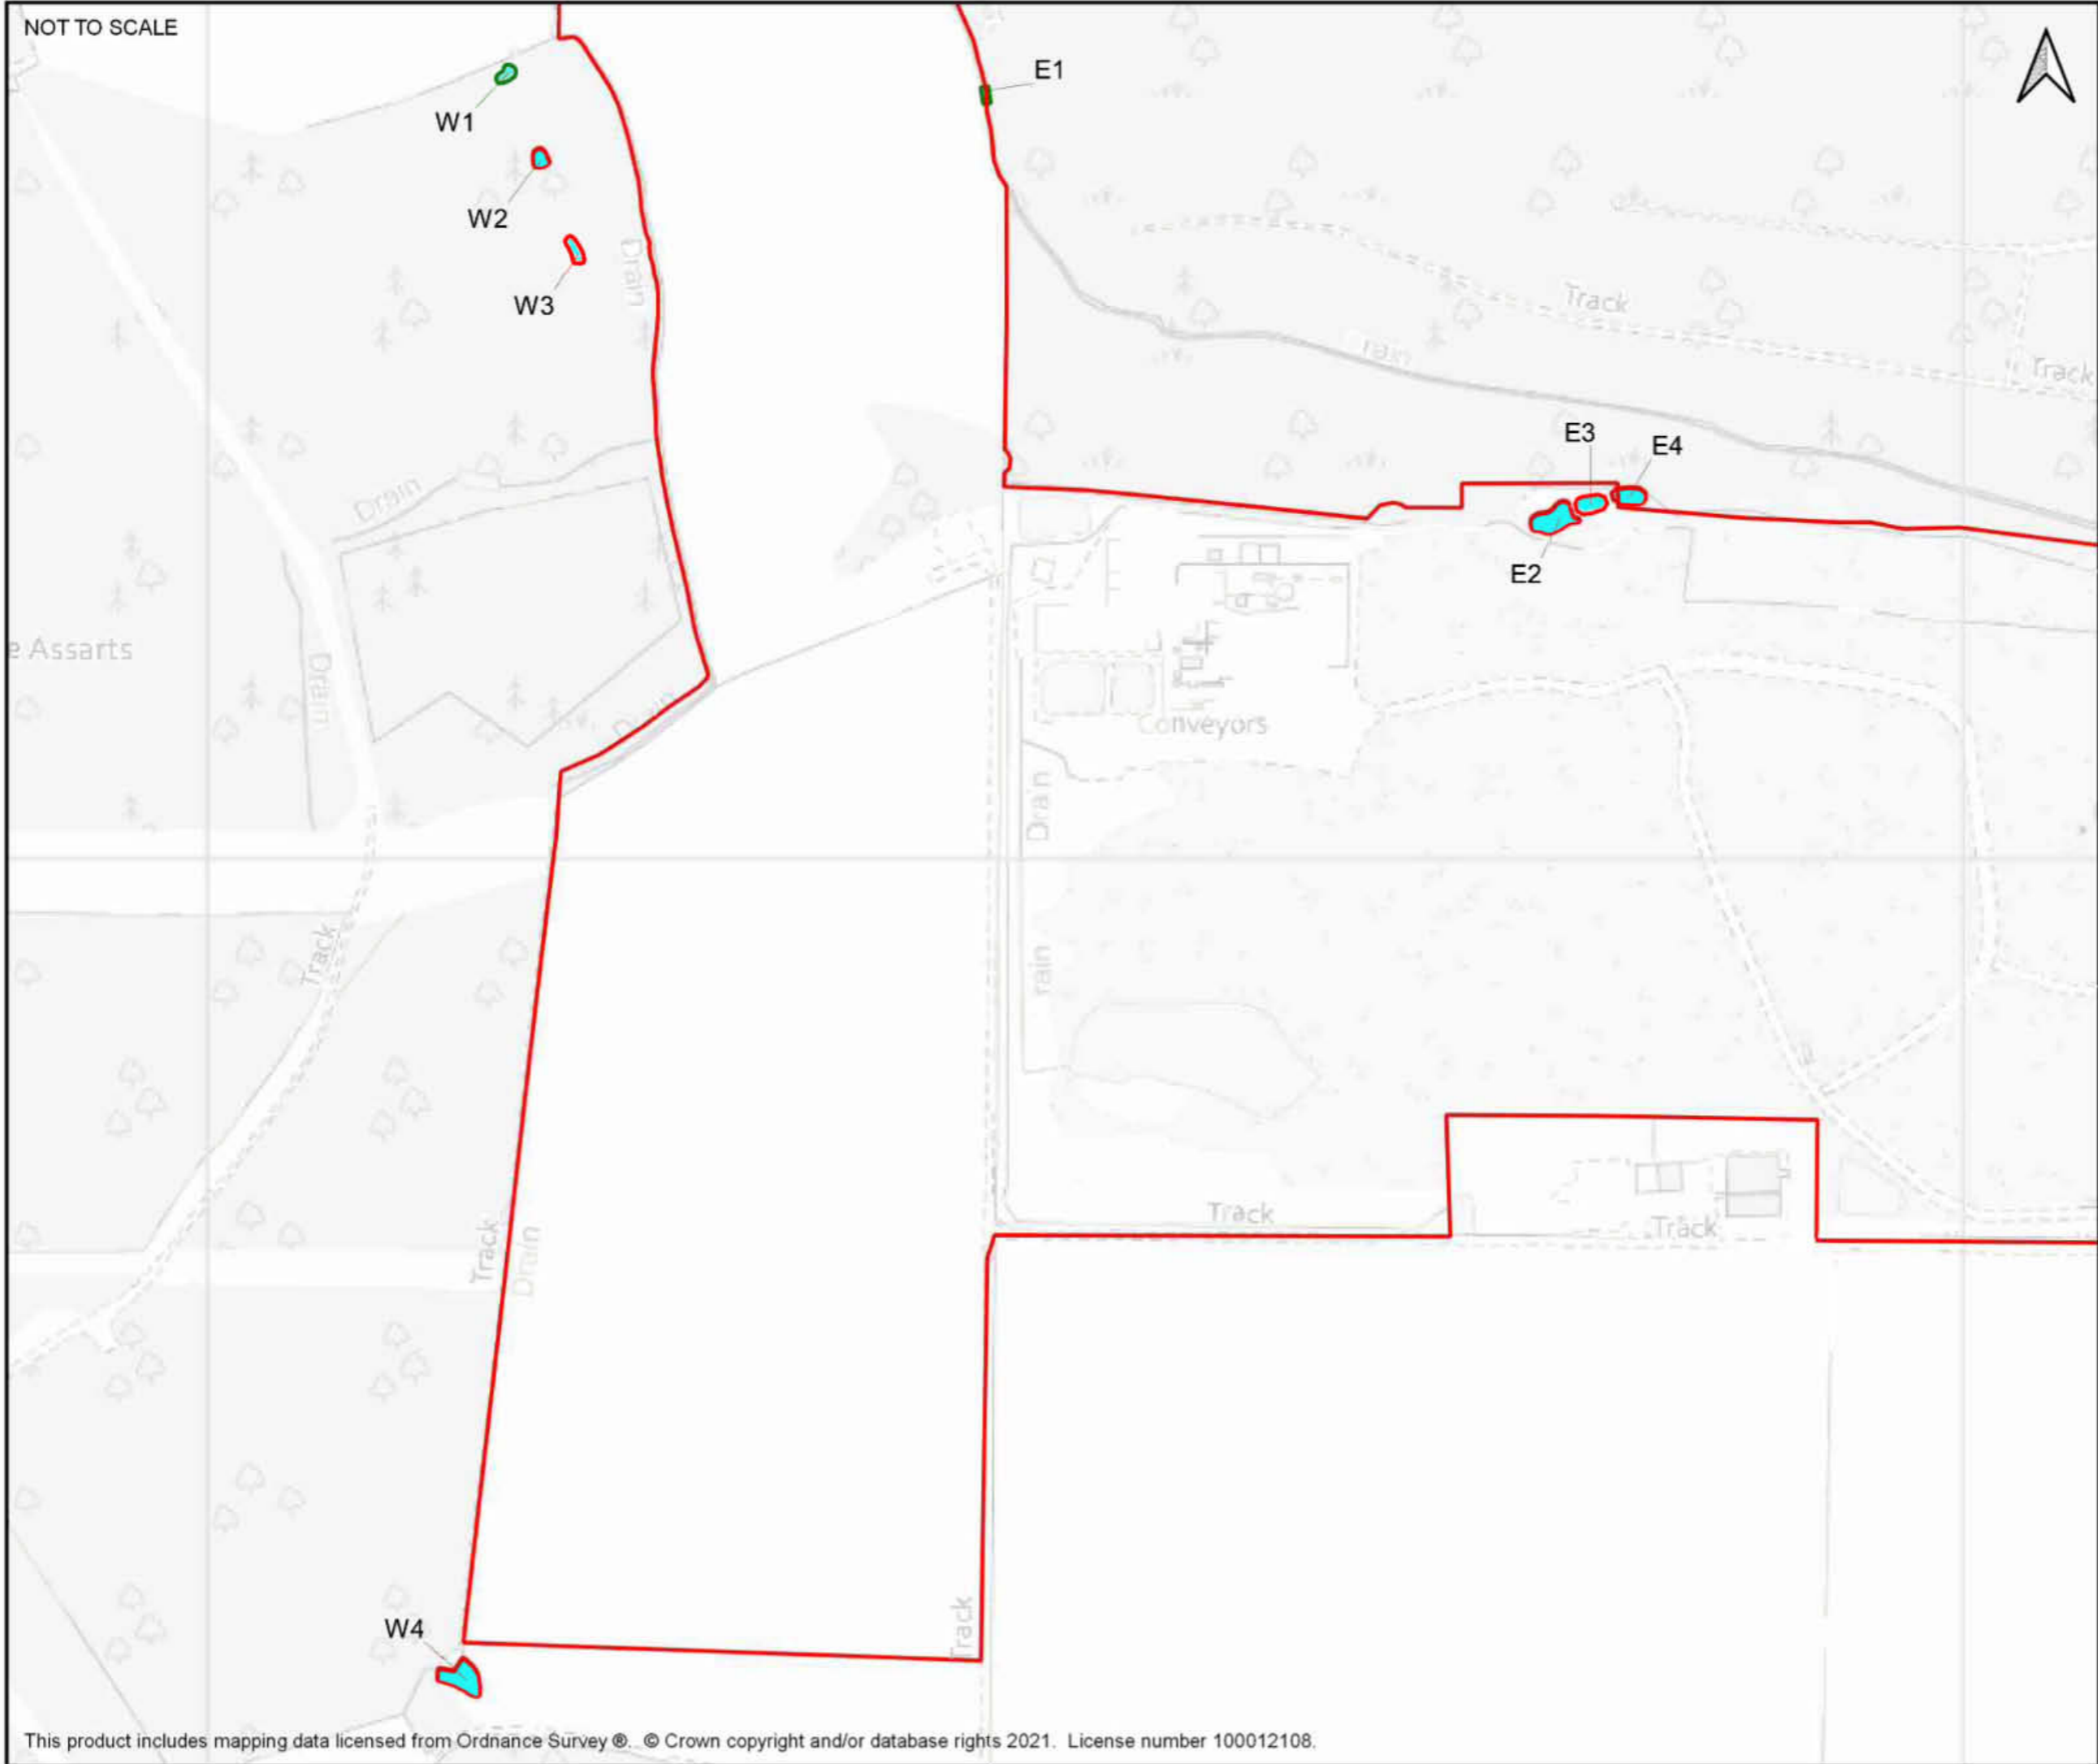 NOT TO SCALE
E1
W1
W2
Drain
W3
Track
Drain
Track
E3
E4
Drain
E2
e Assarts
Drain
Drain
Conveyors
Drain
rain
Track
Track
Track
Drain
Track
Track
W4
This product includes mapping data licensed from Ordnance Survey ®. © Crown copyright and/or database rights 2021. License number 100012108.